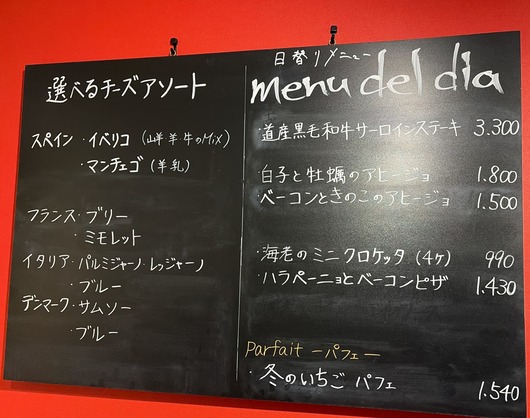 選べるチーズアソート
スペイン ・イベリコ (山羊 羊 牛のMix)
・マンチェゴ (羊乳)
フランス ・ブリー
・ミモレット
イタリア ・パルミジャーノ・レッジャーノ
・ブルー
デンマーク ・サムソー
・ブルー
日替りメニュー
menu del dia
・道産黒毛和牛サーロインステーキ 3.300
・白子と牡蠣のアヒージョ 1.800
・ベーコンときのこのアヒージョ 1.500
・海老のミニクロケッタ (4ヶ) 990
・ハラペーニョとベーコンピザ 1.430
Parfait ーパフェー
・冬のいちご パフェ 1.540